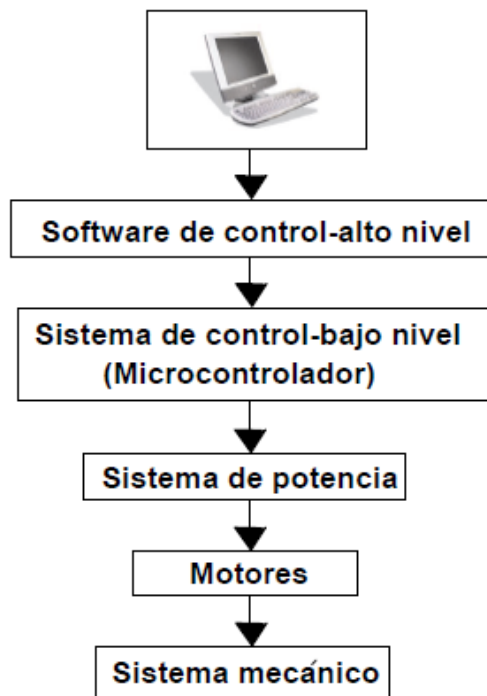 Software de control-alto nivel
Sistema de control-bajo nivel
(Microcontrolador)
Sistema de potencia
Motores
Sistema mecánico